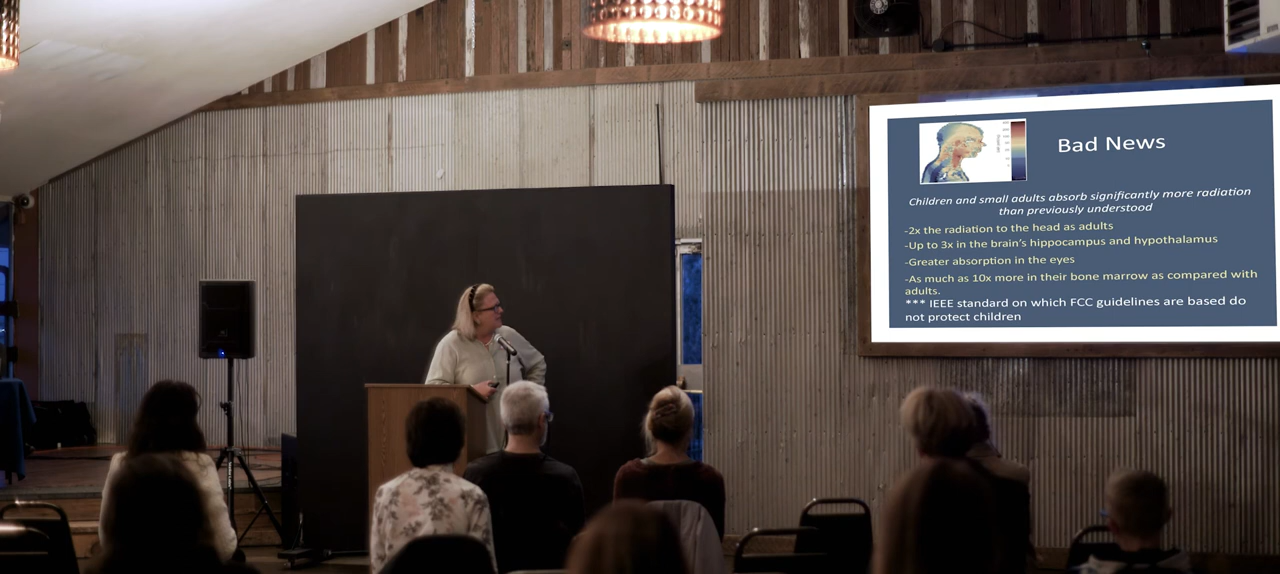 Bad News
Children and small adults absorb significantly more radiation
than previously understood
-2x the radiation to the head as adults
-Up to 3x in the brain's hippocampus and hypothalamus
-Greater absorption in the eyes
-As much as 10x more in their bone marrow as compared with
adults.
*** IEEE standard on which FCC guidelines are based do
not protect children